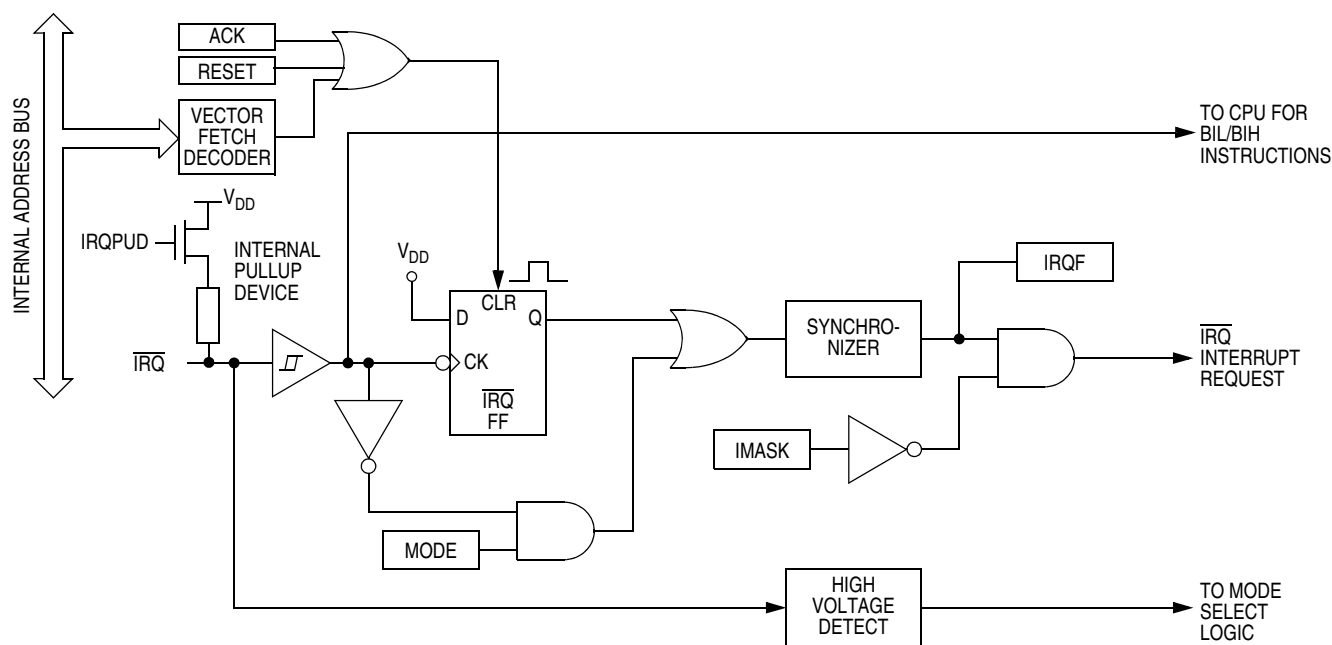 INTERNAL ADDRESS BUS
ACK
RESET
VECTOR
FETCH
DECODER
TO CPU FOR
BIL/BIH
INSTRUCTIONS
VDD
IRQPUD
INTERNAL
PULLUP
DEVICE
VDD
CLR
D
Q
CK
IRQ
FF
IRQ
SYNCHRO-
NIZER
IRQF
IRQ
INTERRUPT
REQUEST
IMASK
MODE
HIGH
VOLTAGE
DETECT
TO MODE
SELECT
LOGIC